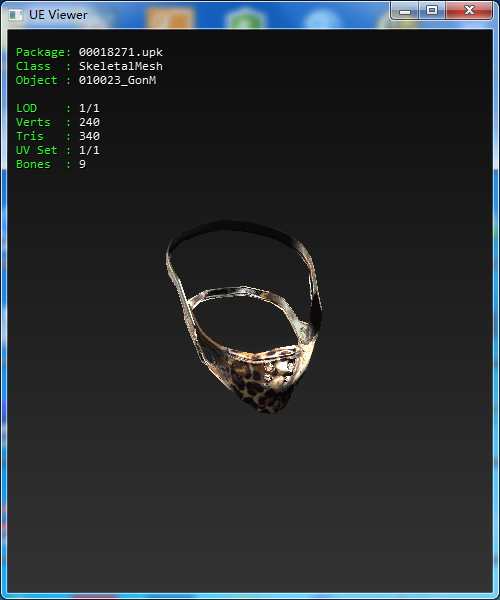 UE Viewer
Package: 00018271.upk
Class : SkeletalMesh
Object : 010023_GonM
LOD : 1/1
Verts : 240
Tris : 340
UV Set : 1/1
Bones : 9